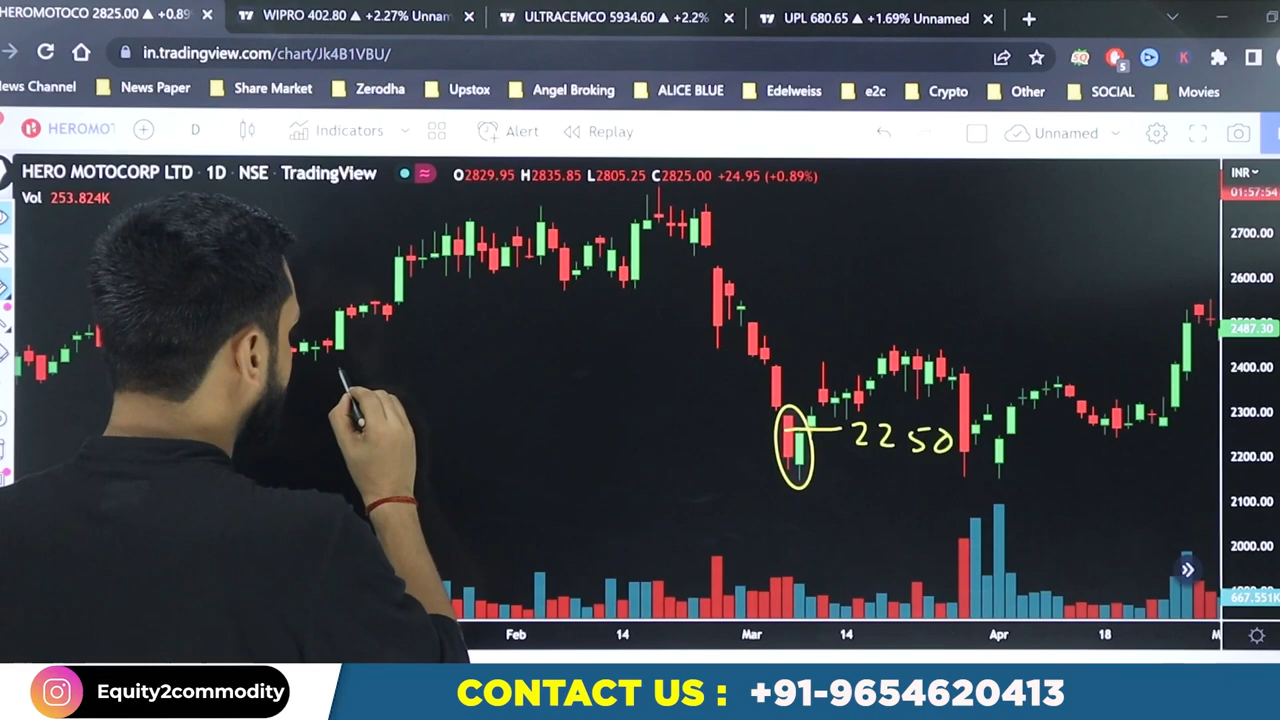 HEROMOTOCO 2825.00 ▲ +0.89
WIPRO 402.80 ▲ +2.27% Unnam
ULTRACEMCO 5934.60 ▲ +2.2%
UPL 680.65 ▲ +1.69% Unnamed
in.tradingview.com/chart/Jk4B1VBU/
5
K
ews Channel
News Paper
Share Market
Zerodha
Upstox
Angel Broking
ALICE BLUE
Edelweiss
e2c
Crypto
Other
SOCIAL
Movies
HEROMOT
D
Indicators
Alert
Replay
Unnamed
HERO MOTOCORP LTD · 1D · NSE · TradingView
O2829.95 H2835.85 L2805.25 C2825.00 +24.95 (+0.89%)
INR
01:57:54
Vol 253.824K
2700.00
2600.00
2487.30
2400.00
2300.00
2200.00
2100.00
2000.00
667.551K
2250
Feb
14
Mar
14
Apr
18
M
Equity2commodity
CONTACT US : +91-9654620413